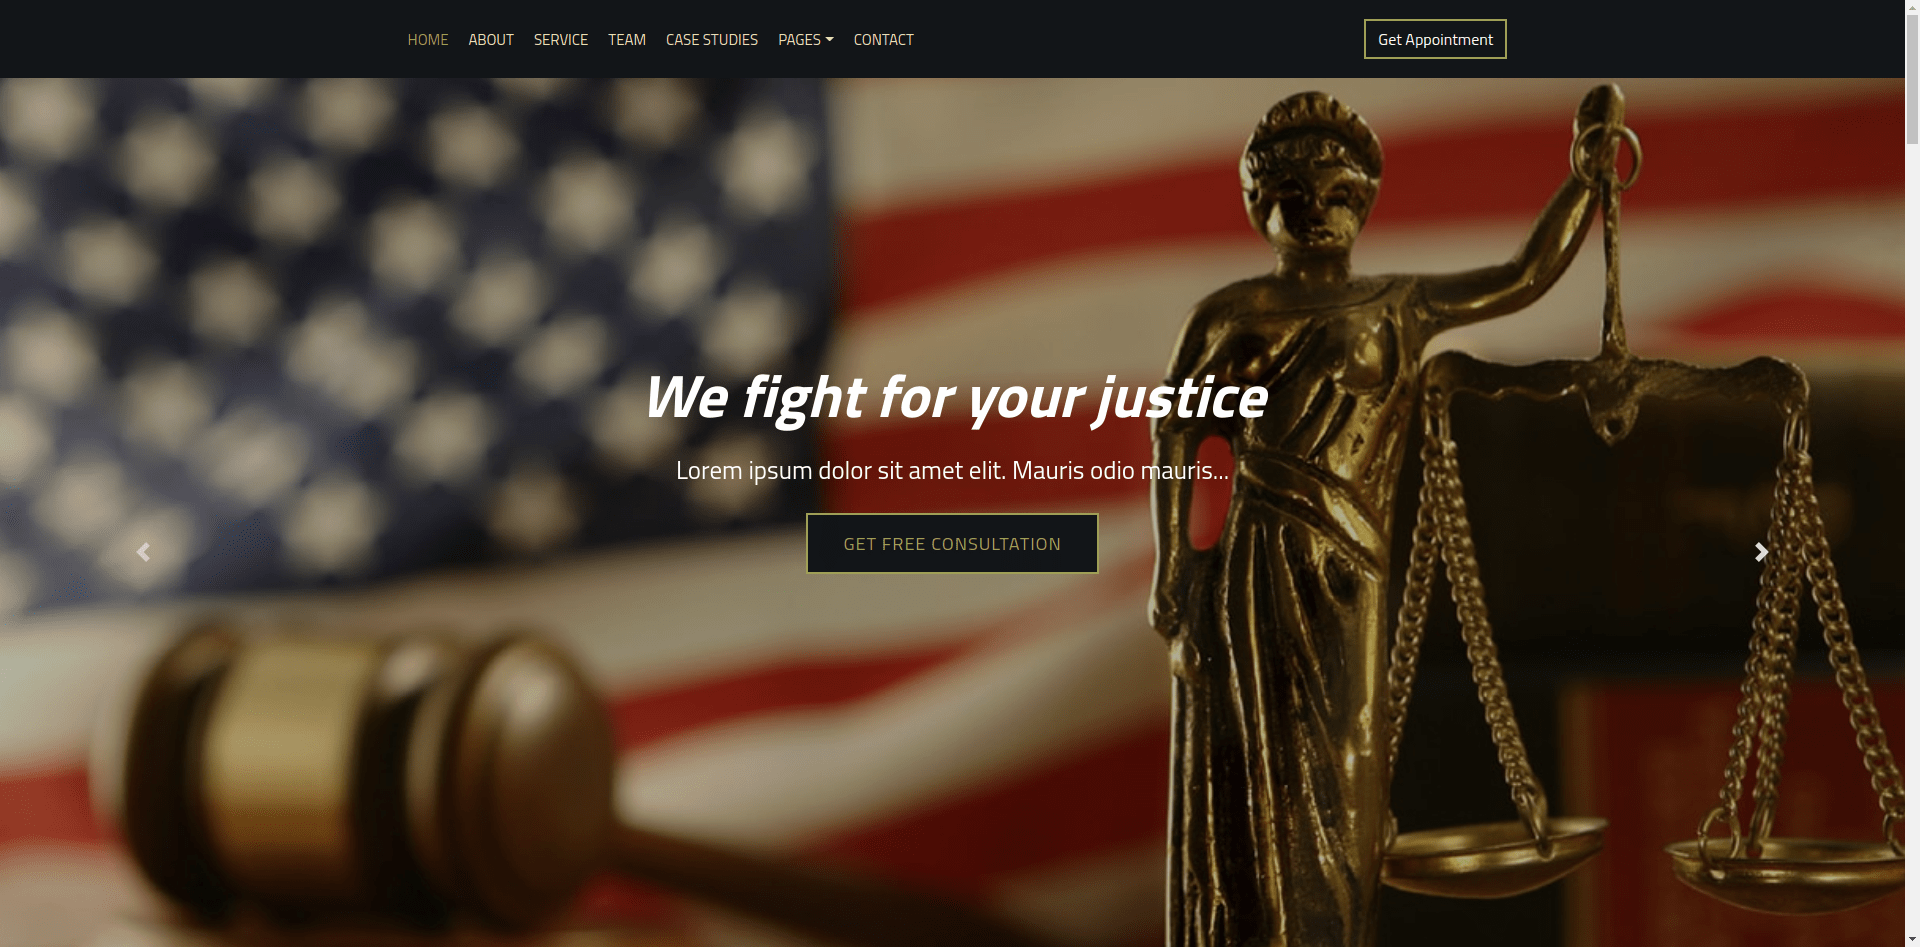 HOME ABOUT SERVICE TEAM CASE STUDIES PAGES CONTACT Get Appointment
We fight for your justice
Lorem ipsum dolor sit amet elit. Mauris odio mauris...
GET FREE CONSULTATION